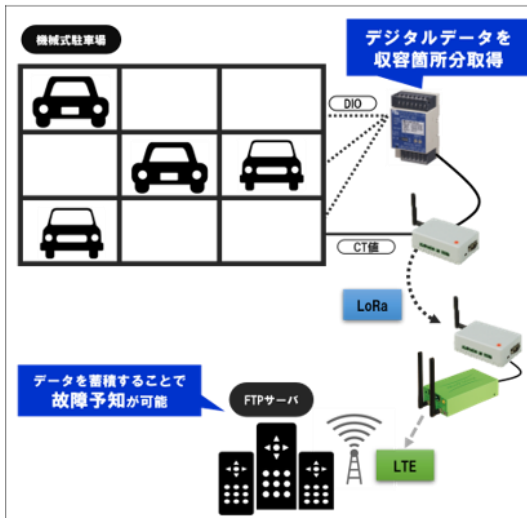 機械式駐車場
デジタルデータを
収容箇所分取得
DIO
CT値
LoRa
データを蓄積することで
故障予知が可能
FTPサーバ
LTE